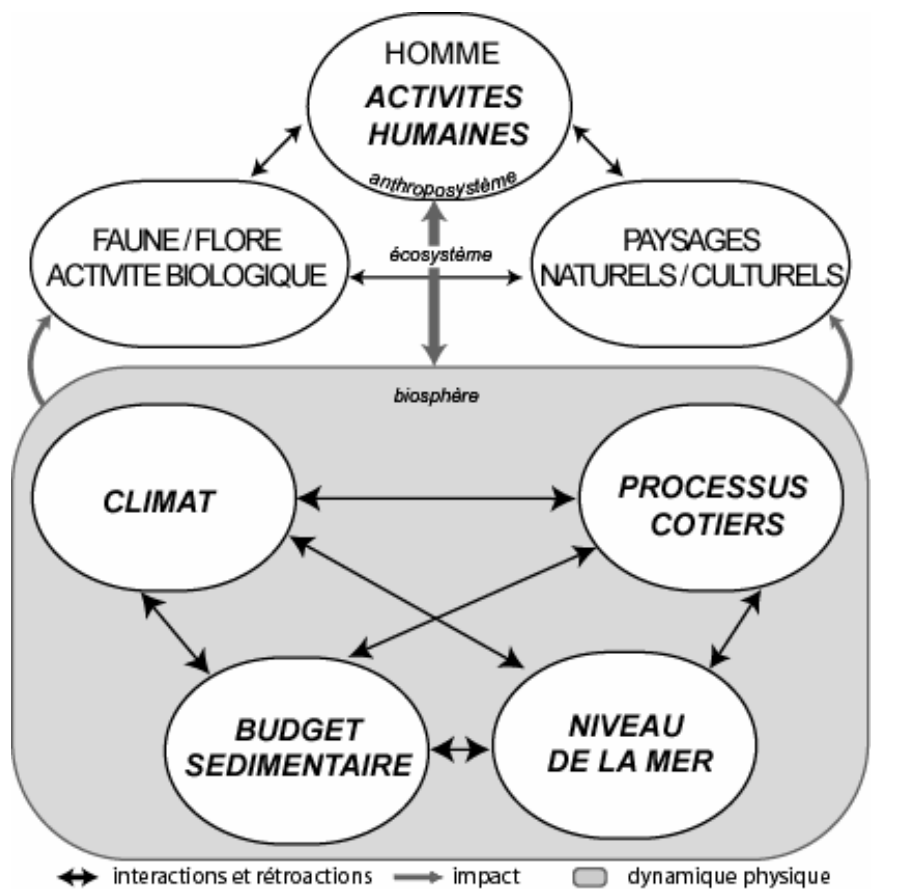 HOMME
ACTIVITES
HUMAINES
anthroposystème
FAUNE / FLORE
ACTIVITE BIOLOGIQUE
écosystème
PAYSAGES
NATURELS / CULTURELS
biosphère
CLIMAT
PROCESSUS
COTIERS
BUDGET
SEDIMENTAIRE
NIVEAU
DE LA MER
interactions et rétroactions
impact
dynamique physique